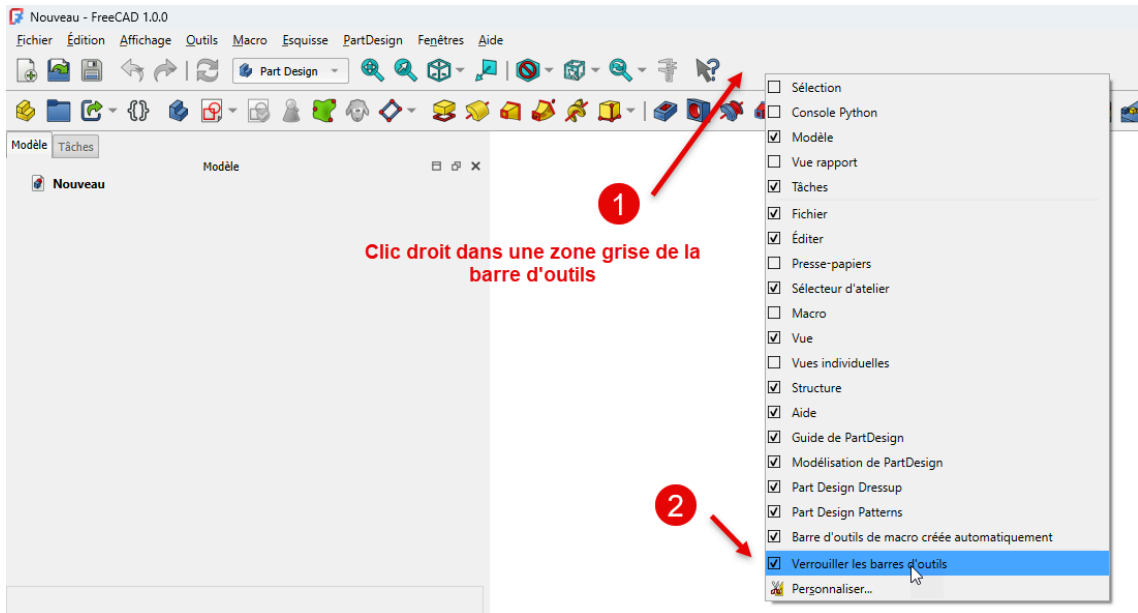 Nouveau - FreeCAD 1.0.0
Fichier Édition Affichage Outils Macro Esquisse PartDesign Fenêtres Aide
Part Design
Modèle Tâches
Modèle
Nouveau
1
Clic droit dans une zone grise de la
barre d'outils
Sélection
Console Python
Modèle
Vue rapport
Tâches
Fichier
Éditer
Presse-papiers
Sélecteur d'atelier
Macro
Vue
Vues individuelles
Structure
Aide
Guide de PartDesign
Modélisation de PartDesign
Part Design Dressup
Part Design Patterns
Barre d'outils de macro créée automatiquement
2
Verrouiller les barres d'outils
Personnaliser...